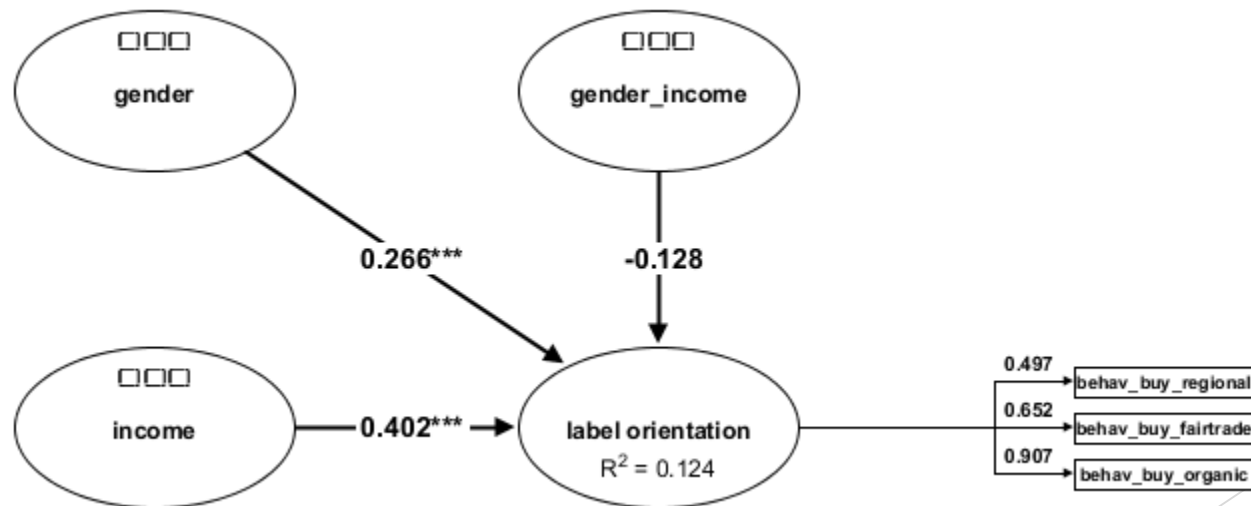 gender
gender_income
0.266***
-0.128
income
0.402***
label orientation
R² = 0.124
0.497
behav_buy_regional
0.652
behav_buy_fairtrade
0.907
behav_buy_organic